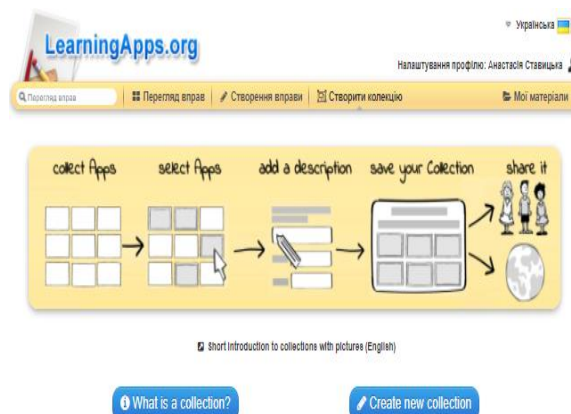 Українська
LearningApps.org
Налаштування профілю: Анастасія Ставицька
Перегляд вправ
Перегляд вправ
Створення вправи
Створити колекцію
Мої матеріали
collect Apps
select Apps
add a description
save your Collection
share it
Short introduction to collections with pictures (English)
What is a collection?
Create new collection